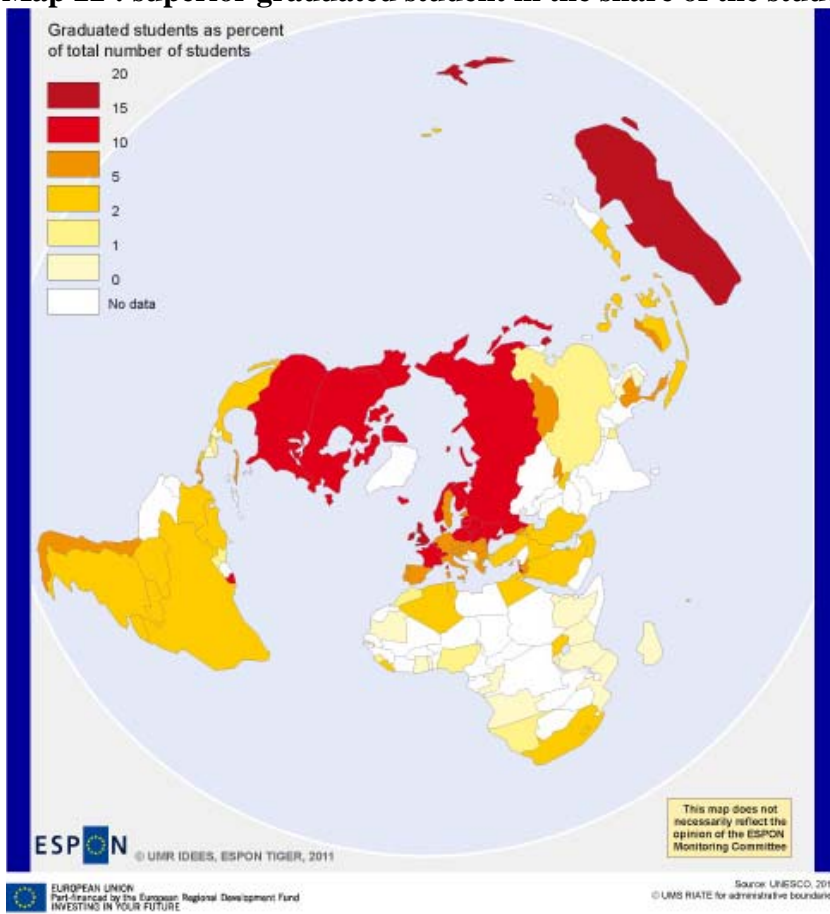 Map 22 : superior graduated student in the share of the
Graduated students as percent
of total number of students
20
15
10
5
2
1
0
No data
This map does not
necessarily reflect the
opinion of the ESPON
Monitoring Committee
ESPON
© UMR IDEES, ESPON TIGER, 2011
EUROPEAN UNION
Part-financed by the European Regional Development Fund
INVESTING IN YOUR FUTURE
Source: UNESCO,
© UMS RIATE for administrative